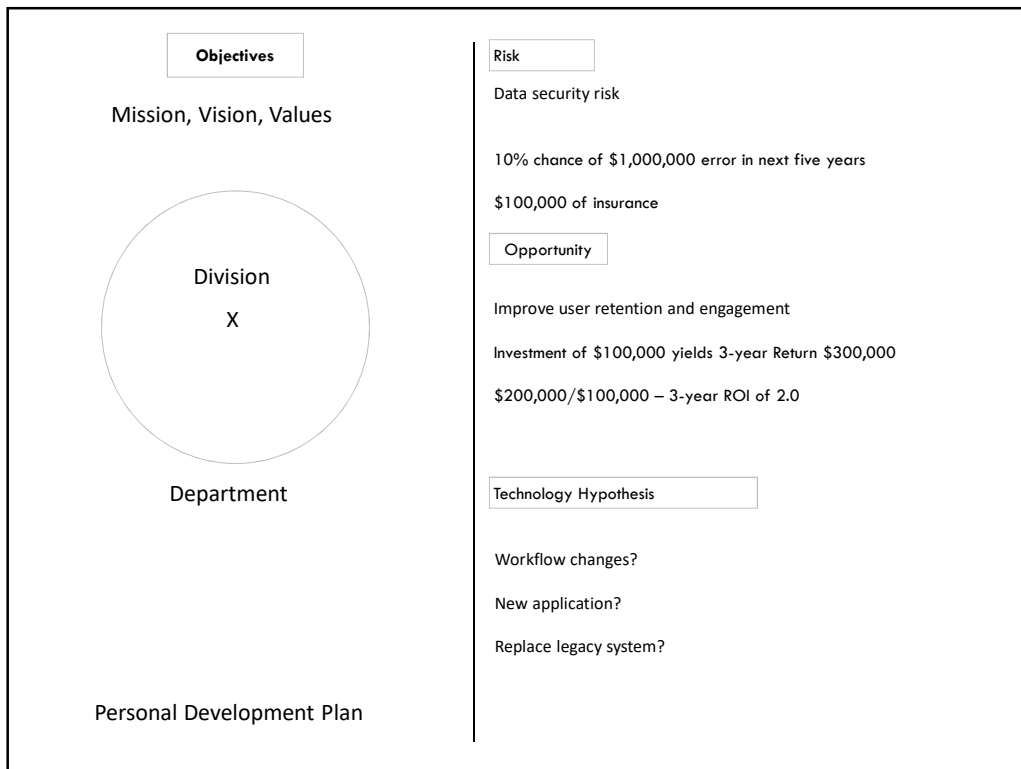 Objectives
Mission, Vision, Values
Division
X
Department
Personal Development Plan
Risk
Data security risk
10% chance of $1,000,000 error in next five years
$100,000 of insurance
Opportunity
Improve user retention and engagement
Investment of $100,000 yields 3-year Return $300,000
$200,000/$100,000 – 3-year ROI of 2.0
Technology Hypothesis
Workflow changes?
New application?
Replace legacy system?